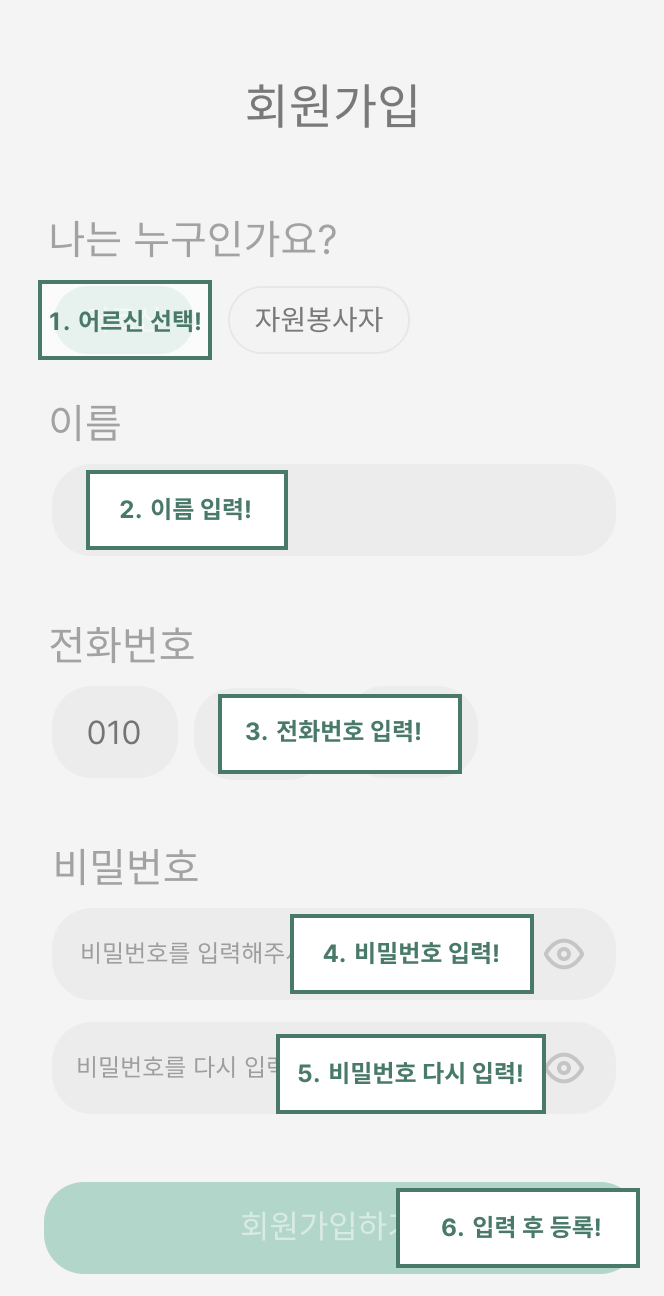 회원가입
나는 누구인가요?
1. 어르신 선택!
자원봉사자
이름
2. 이름 입력!
전화번호
010
3. 전화번호 입력!
비밀번호
비밀번호를 입력해주
4. 비밀번호 입력!
비밀번호를 다시
5. 비밀번호 다시 입력!
회원가입하
6. 입력 후 등록!